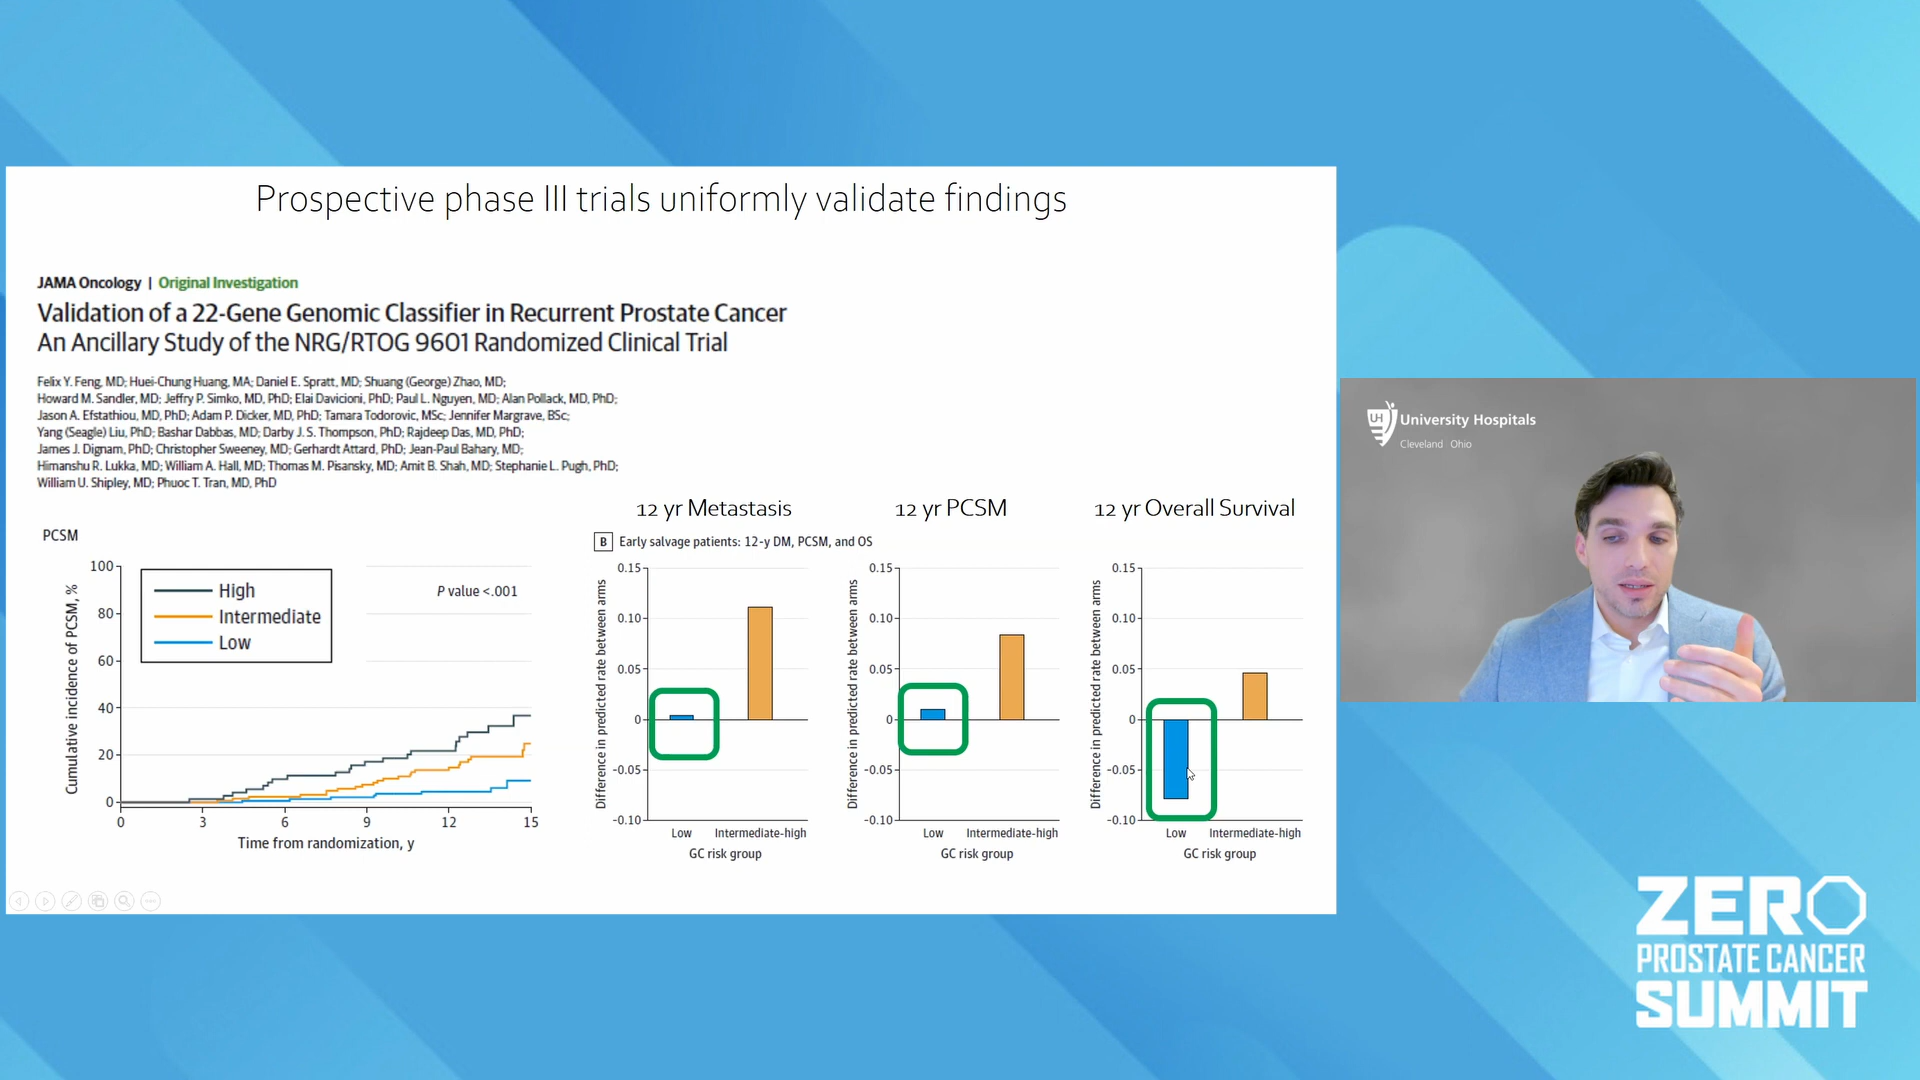 Prospective phase III trials uniformly validate findings
JAMA Oncology | Original Investigation
Validation of a 22-Gene Genomic Classifier in Recurrent Prostate Cancer
An Ancillary Study of the NRG/RTOG 9601 Randomized Clinical Trial
Felix Y. Feng, MD; Huei-Chung Huang, MA; Daniel E. Spratt, MD; Shuang (George) Zhao, MD;
Howard M. Sandler, MD; Jeffry P. Simko, MD, PhD; Elai Davicioni, PhD; Paul L. Nguyen, MD; Alan Pollack, MD, PhD;
Jason A. Efstathiou, MD, PhD; Adam P. Dicker, MD, PhD; Tamara Todorovic, MSc; Jennifer Margrave, BSc;
Yang (Seagle) Liu, PhD; Bashar Dabbas, MD; Darby J. S. Thompson, PhD; Rajdeep Das, MD, PhD;
James J. Dignam, PhD; Christopher Sweeney, MD; Gerhardt Attard, PhD; Jean-Paul Bahary, MD;
Himanshu R. Lukka, MD; William A. Hall, MD; Thomas M. Pisansky, MD; Amit B. Shah, MD; Stephanie L. Pugh, PhD;
William U. Shipley, MD; Phuoc T. Tran, MD, PhD
PCSM
100
80
60
40
20
0
Cumulative incidence of PCSM, %
High
Intermediate
Low
P value <.001
0 3 6 9 12 15
Time from randomization, y
12 yr Metastasis
12 yr PCSM
12 yr Overall Survival
B Early salvage patients: 12-y DM, PCSM, and OS
Difference in predicted rate between arms
0.15
0.10
0.05
0
-0.05
-0.10
Low Intermediate-high
GC risk group
Difference in predicted rate between arms
0.15
0.10
0.05
0
-0.05
-0.10
Low Intermediate-high
GC risk group
Difference in predicted rate between arms
0.15
0.10
0.05
0
-0.05
-0.10
Low Intermediate-high
GC risk group
UH University Hospitals
Cleveland Ohio
ZERO
PROSTATE CANCER
SUMMIT